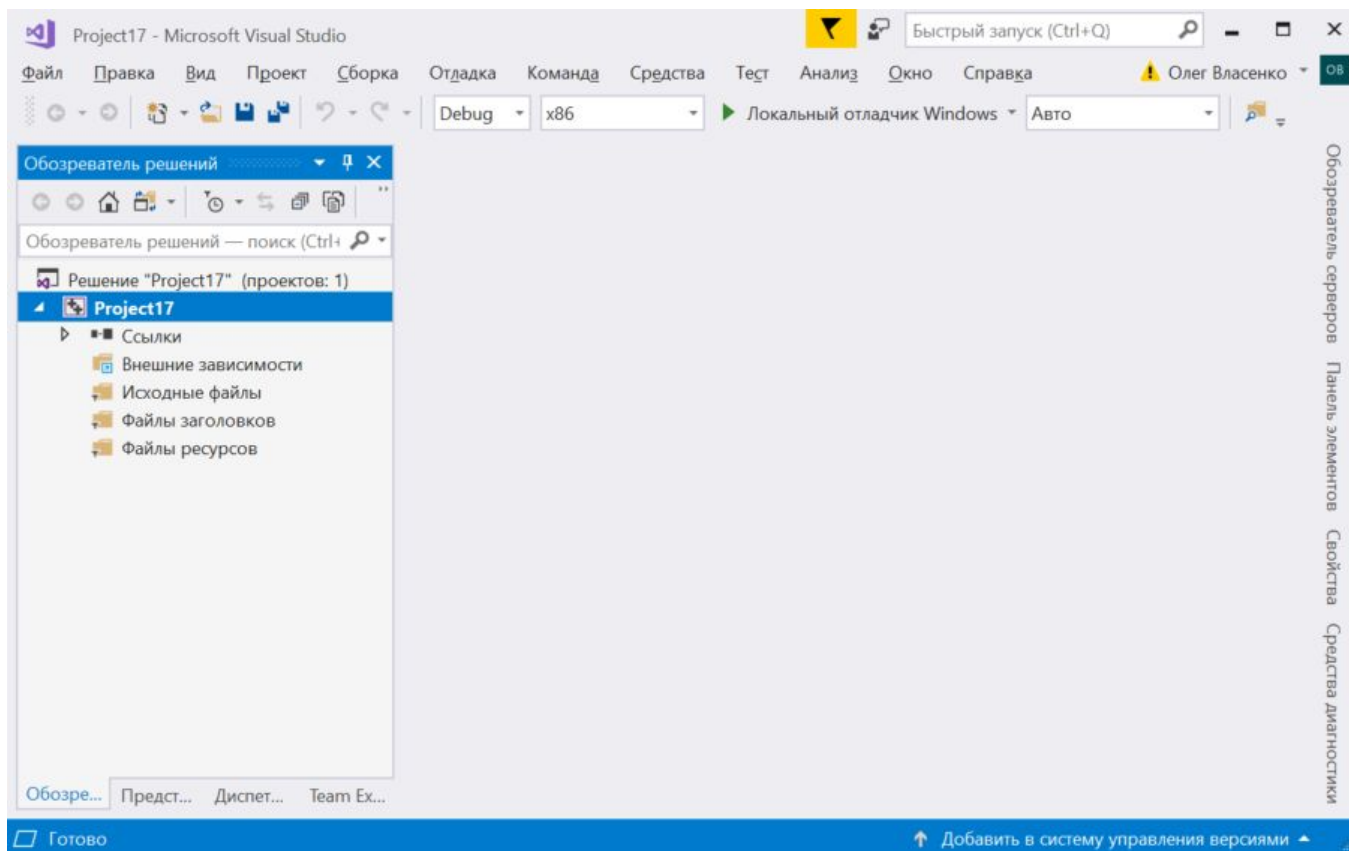 Project17 - Microsoft Visual Studio
Быстрый запуск (Ctrl+Q)
Файл Правка Вид Проект Сборка Отладка Команда Средства Тест Анализ Окно Справка Олег Власенко ОВ
Debug x86 Локальный отладчик Windows Авто
Обозреватель решений
Обозреватель решений — поиск (Ctrl+
Решение "Project17" (проектов: 1)
Project17
Ссылки
Внешние зависимости
Исходные файлы
Файлы заголовков
Файлы ресурсов
Обозреватель серверов
Панель элементов
Свойства
Средства диагностики
Обозре... Предст... Диспет... Team Ex...
Готово
Добавить в систему управления версиями